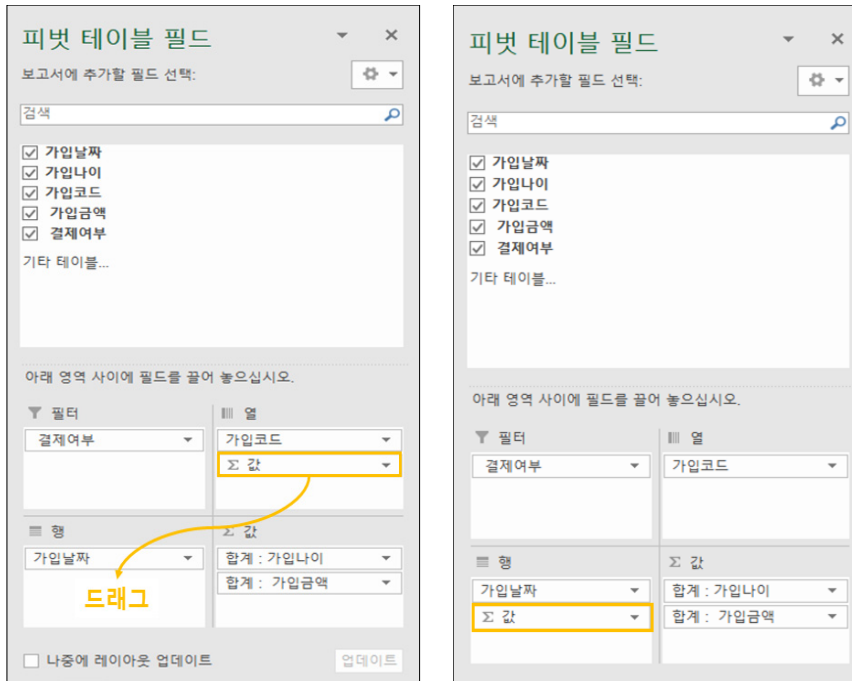 피벗 테이블 필드
보고서에 추가할 필드 선택:
검색
가입날짜
가입나이
가입코드
가입금액
결제여부
기타 테이블...
아래 영역 사이에 필드를 끌어 놓으십시오.
필터
결제여부
열
가입코드
Σ 값
행
가입날짜
드래그
Σ 값
합계 : 가입나이
합계 : 가입금액
나중에 레이아웃 업데이트
업데이트
피벗 테이블 필드
보고서에 추가할 필드 선택:
검색
가입날짜
가입나이
가입코드
가입금액
결제여부
기타 테이블...
아래 영역 사이에 필드를 끌어 놓으십시오.
필터
결제여부
열
가입코드
행
가입날짜
Σ 값
Σ 값
합계 : 가입나이
합계 : 가입금액